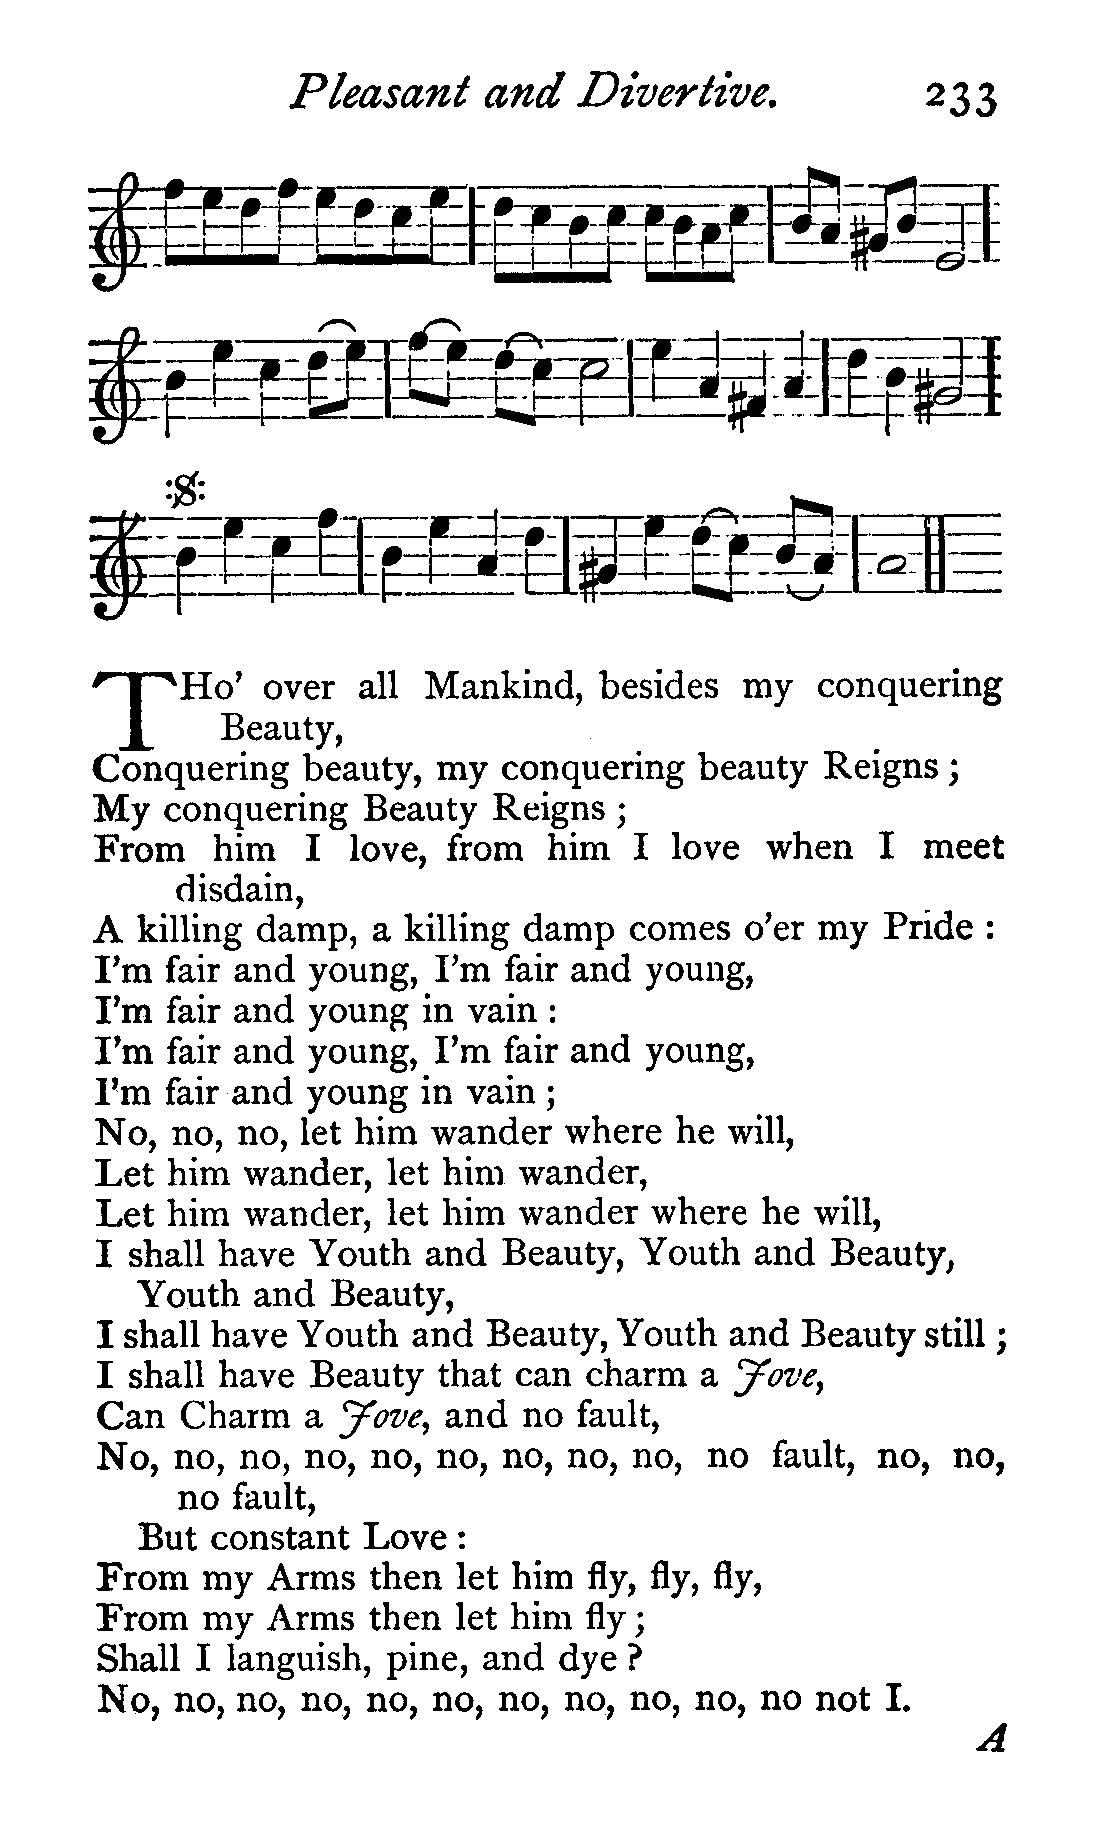 Pleasant and Divertive. 233
THo' over all Mankind, besides my conquering
Beauty,
Conquering beauty, my conquering beauty Reigns ;
My conquering Beauty Reigns ;
From him I love, from him I love when I meet
disdain,
A killing damp, a killing damp comes o'er my Pride :
I'm fair and young, I'm fair and young,
I'm fair and young in vain :
I'm fair and young, I'm fair and young,
I'm fair and young in vain ;
No, no, no, let him wander where he will,
Let him wander, let him wander,
Let him wander, let him wander where he will,
I shall have Youth and Beauty, Youth and Beauty,
Youth and Beauty,
I shall have Youth and Beauty, Youth and Beauty still ;
I shall have Beauty that can charm a Jove,
Can Charm a Jove, and no fault,
No, no, no, no, no, no, no, no, no, no fault, no, no,
no fault,
But constant Love :
From my Arms then let him fly, fly, fly,
From my Arms then let him fly ;
Shall I languish, pine, and dye ?
No, no, no, no, no, no, no, no, no, no, no not I.
A